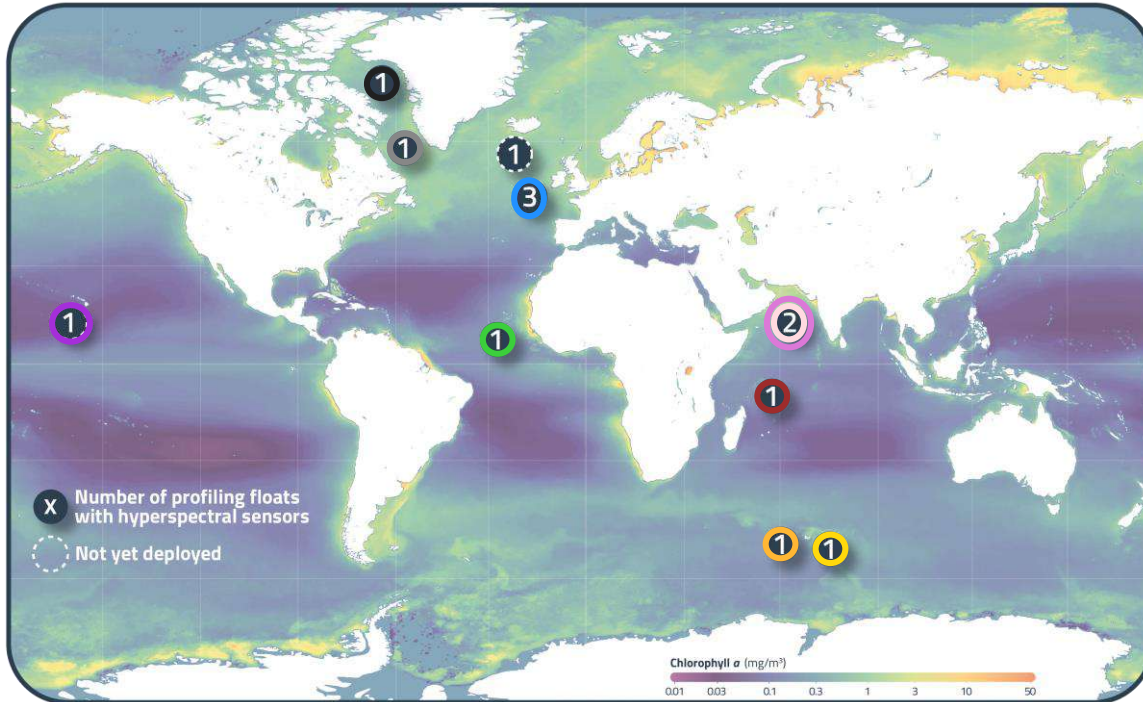 1
1
1
3
1
2
1
1
1
1
X
Number of profiling floats
with hyperspectral sensors
Not yet deployed
Chlorophyll a (mg/m³)
0.01 0.03 0.1 0.3 1 3 10 50